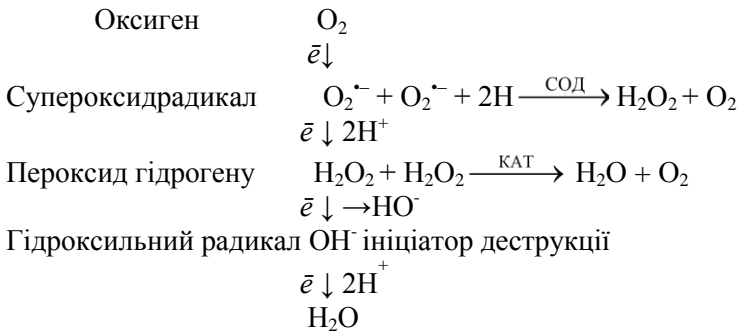 Оксиген O₂
ē↓
Супероксидрадикал O₂•⁻ + O₂•⁻ + 2H —СОД→ H₂O₂ + O₂
ē ↓ 2H⁺
Пероксид гідрогену H₂O₂ + H₂O₂ —КАТ→ H₂O + O₂
ē ↓ →HO⁻
Гідроксильний радикал OH⁻ ініціатор деструкції
ē ↓ 2H⁺
H₂O